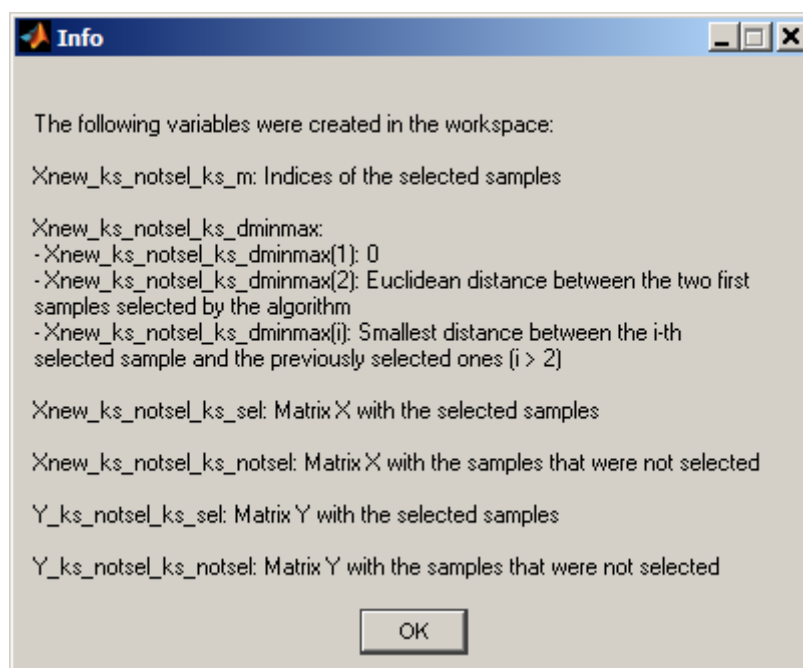 Info
The following variables were created in the workspace:
Xnew_ks_notsel_ks_m: Indices of the selected samples
Xnew_ks_notsel_ks_dminmax:
- Xnew_ks_notsel_ks_dminmax(1): 0
- Xnew_ks_notsel_ks_dminmax(2): Euclidean distance between the two first
samples selected by the algorithm
- Xnew_ks_notsel_ks_dminmax(i): Smallest distance between the i-th
selected sample and the previously selected ones (i > 2)
Xnew_ks_notsel_ks_sel: Matrix X with the selected samples
Xnew_ks_notsel_ks_notsel: Matrix X with the samples that were not selected
Y_ks_notsel_ks_sel: Matrix Y with the selected samples
Y_ks_notsel_ks_notsel: Matrix Y with the samples that were not selected
OK